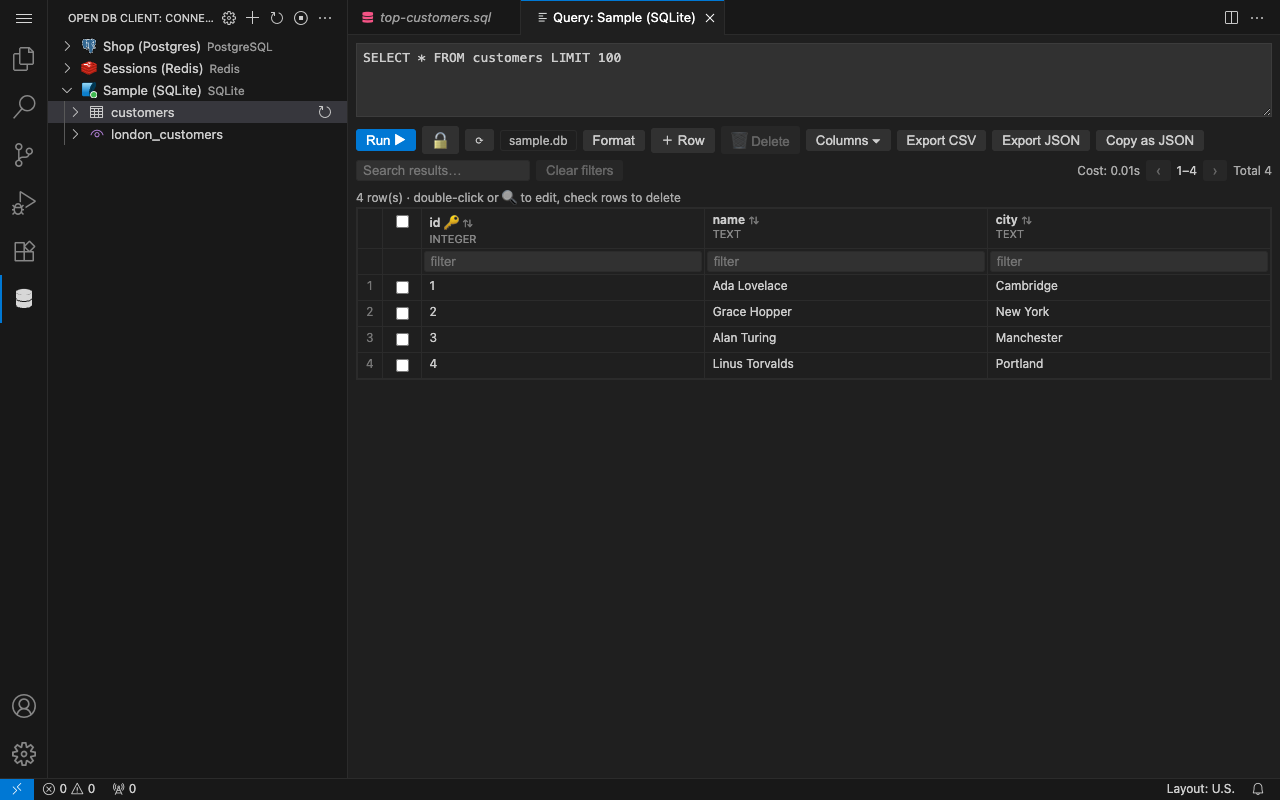 OPEN DB CLIENT: CONNE...
Shop (Postgres) PostgreSQL
Sessions (Redis) Redis
Sample (SQLite) SQLite
customers
london_customers
top-customers.sql
Query: Sample (SQLite)
SELECT * FROM customers LIMIT 100
Run
sample.db
Format
+ Row
Delete
Columns
Export CSV
Export JSON
Copy as JSON
Search results...
Clear filters
Cost: 0.01s
‹ 1–4 ›
Total 4
4 row(s) · double-click or 🔍 to edit, check rows to delete
id 🔑 name city
INTEGER TEXT TEXT
filter filter filter
1 1 Ada Lovelace Cambridge
2 2 Grace Hopper New York
3 3 Alan Turing Manchester
4 4 Linus Torvalds Portland
0 0 0
Layout: U.S.